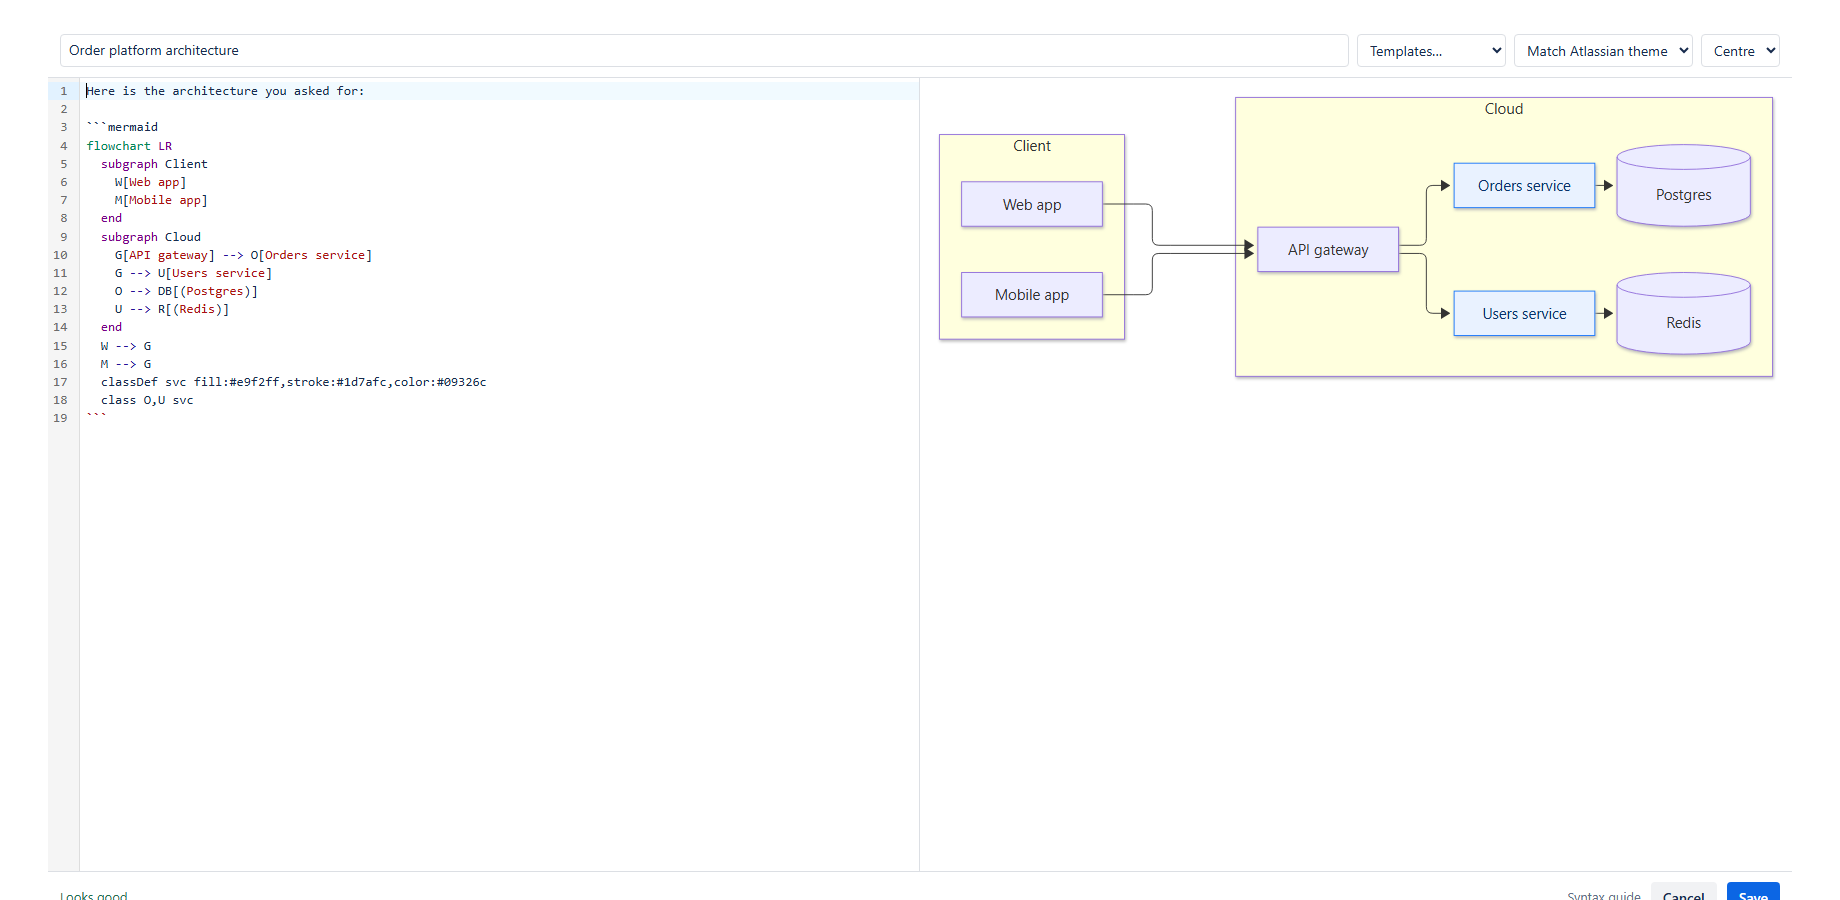 Order platform architecture
Templates...
Match Atlassian theme
Centre
1 Here is the architecture you asked for:
2
3 ```mermaid
4 flowchart LR
5   subgraph Client
6     W[Web app]
7     M[Mobile app]
8   end
9   subgraph Cloud
10     G[API gateway] --> O[Orders service]
11     G --> U[Users service]
12     O --> DB[(Postgres)]
13     U --> R[(Redis)]
14   end
15   W --> G
16   M --> G
17   classDef svc fill:#e9f2ff,stroke:#1d7afc,color:#09326c
18   class O,U svc
19 ```
Client
Web app
Mobile app
Cloud
API gateway
Orders service
Users service
Postgres
Redis
Looks good
Syntax guide
Cancel
Save